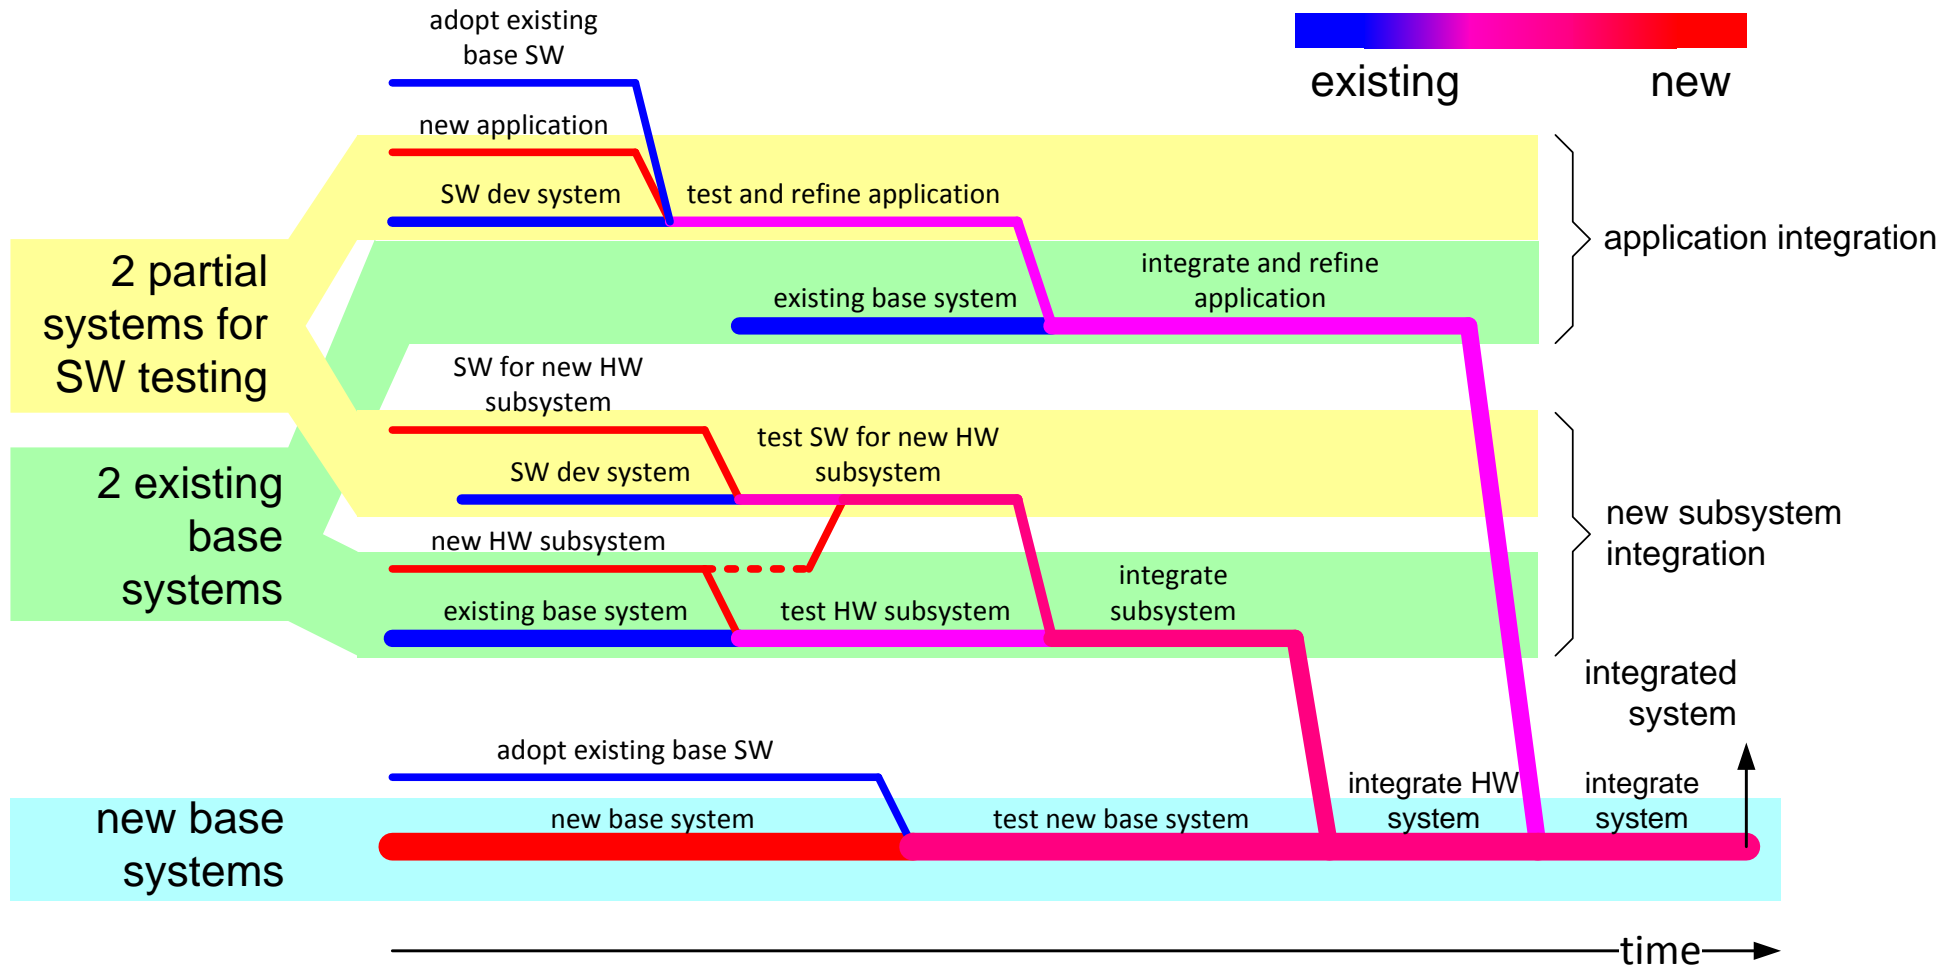 adopt existing
base SW
existing
new
new application
SW dev system
test and refine application
application integration
2 partial
systems for
SW testing
integrate and refine
application
existing base system
SW for new HW
subsystem
test SW for new HW
subsystem
SW dev system
2 existing
base
systems
new subsystem
integration
new HW subsystem
integrate
subsystem
existing base system
test HW subsystem
integrated
system
adopt existing base SW
integrate HW
system
integrate
system
new base
systems
new base system
test new base system
time